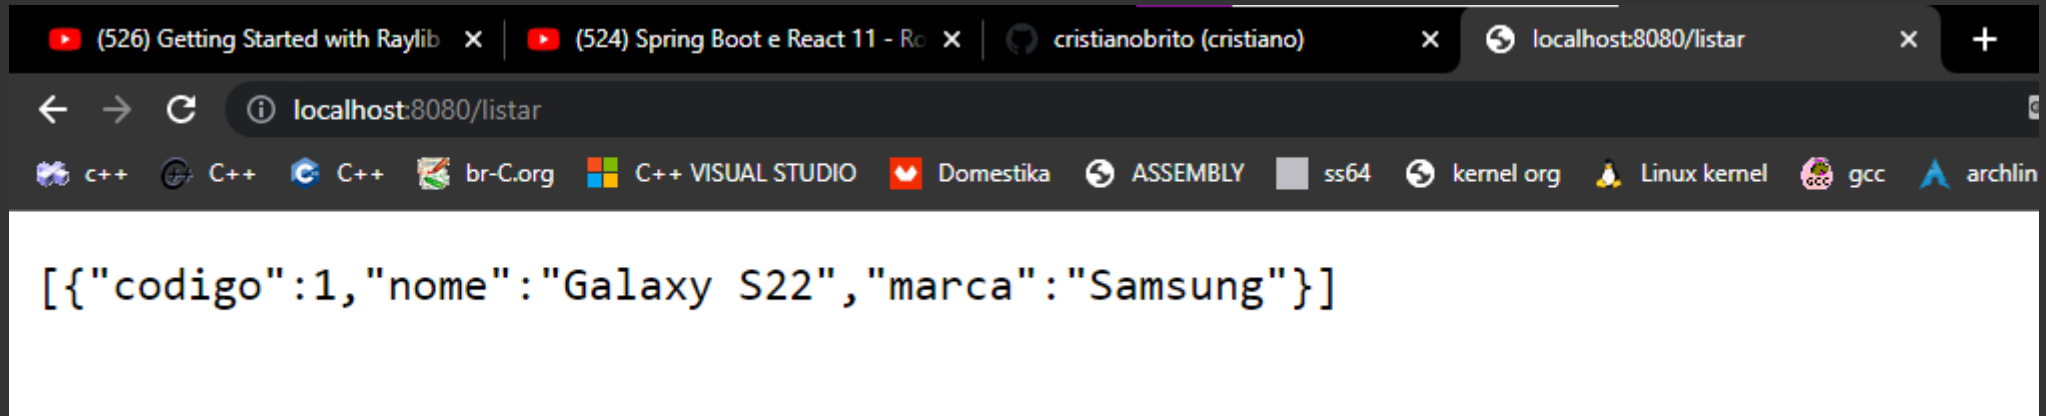 (526) Getting Started with Raylib (524) Spring Boot e React 11 - Ro cristianobrito (cristiano) localhost:8080/listar
localhost:8080/listar
c++ C++ C++ br-C.org C++ VISUAL STUDIO Domestika ASSEMBLY ss64 kernel org Linux kernel gcc archlin
[{"codigo":1,"nome":"Galaxy S22","marca":"Samsung"}]